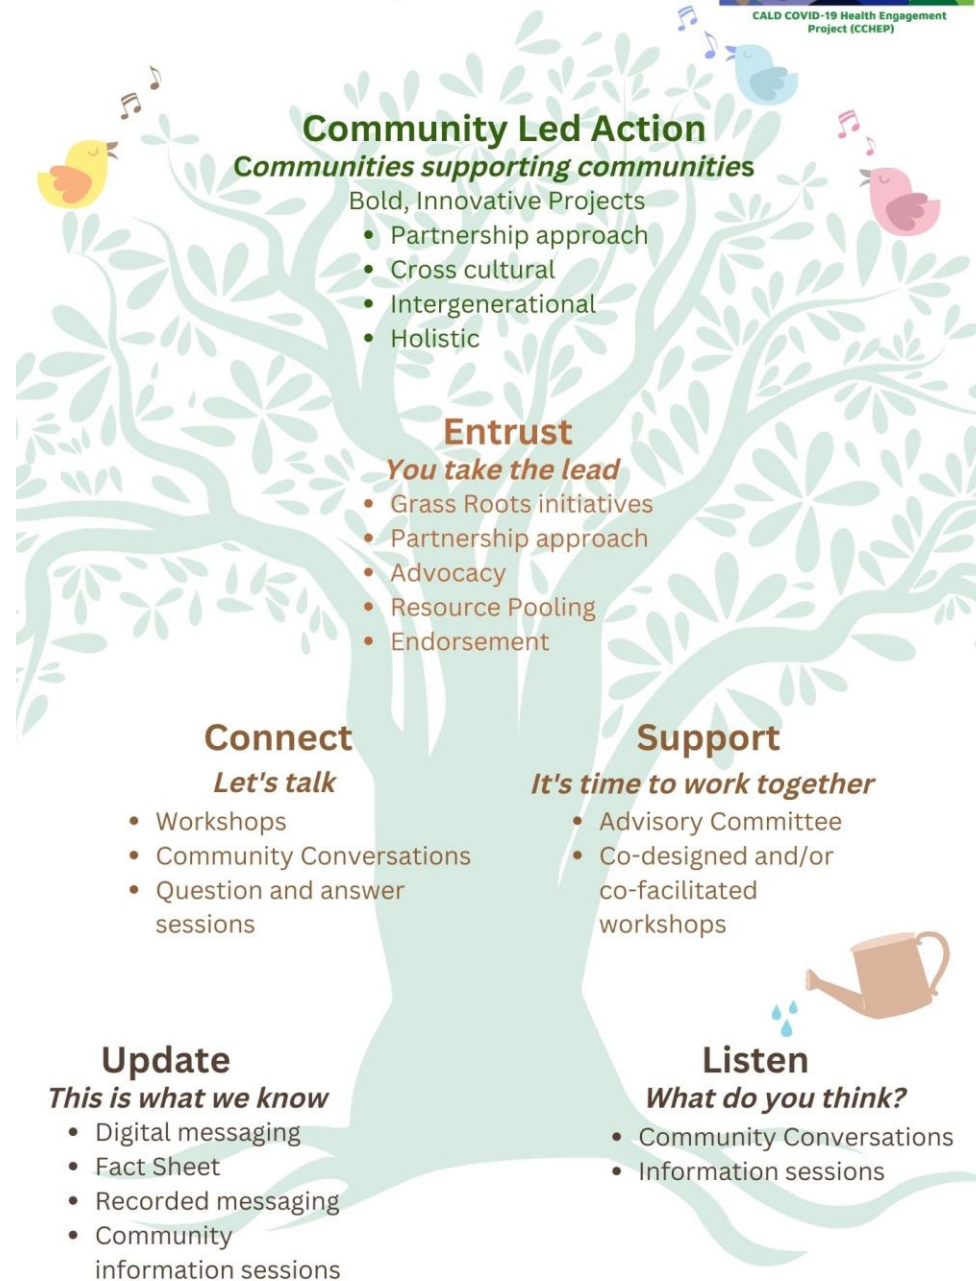 CALD COVID-19 Health Engagement
Project (CCHEP)
Community Led Action
Communities supporting communities
Bold, Innovative Projects
• Partnership approach
• Cross cultural
• Intergenerational
• Holistic
Entrust
You take the lead
• Grass Roots initiatives
• Partnership approach
• Advocacy
• Resource Pooling
• Endorsement
Connect
Let's talk
• Workshops
• Community Conversations
• Question and answer
sessions
Support
It's time to work together
• Advisory Committee
• Co-designed and/or
co-facilitated
workshops
Update
This is what we know
• Digital messaging
• Fact Sheet
• Recorded messaging
• Community
information sessions
Listen
What do you think?
• Community Conversations
• Information sessions